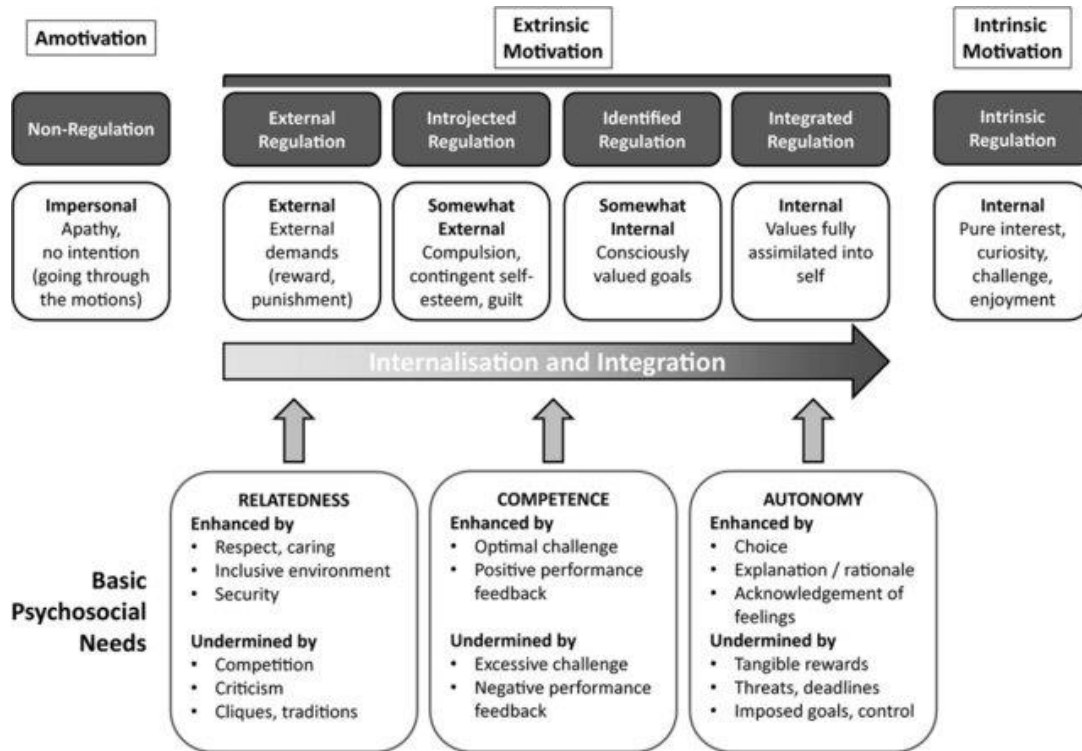 Amotivation
Extrinsic
Motivation
Intrinsic
Motivation
Non-Regulation
External
Regulation
Introjected
Regulation
Identified
Regulation
Integrated
Regulation
Intrinsic
Regulation
Impersonal
Apathy,
no intention
(going through
the motions)
External
External
demands
(reward,
punishment)
Somewhat
External
Compulsion,
contingent self-
esteem, guilt
Somewhat
Internal
Consciously
valued goals
Internal
Values fully
assimilated into
self
Internal
Pure interest,
curiosity,
challenge,
enjoyment
Internalisation and Integration
Basic
Psychosocial
Needs
RELATEDNESS
Enhanced by
• Respect, caring
• Inclusive environment
• Security
Undermined by
• Competition
• Criticism
• Cliques, traditions
COMPETENCE
Enhanced by
• Optimal challenge
• Positive performance
feedback
Undermined by
• Excessive challenge
• Negative performance
feedback
AUTONOMY
Enhanced by
• Choice
• Explanation / rationale
• Acknowledgement of
feelings
Undermined by
• Tangible rewards
• Threats, deadlines
• Imposed goals, control